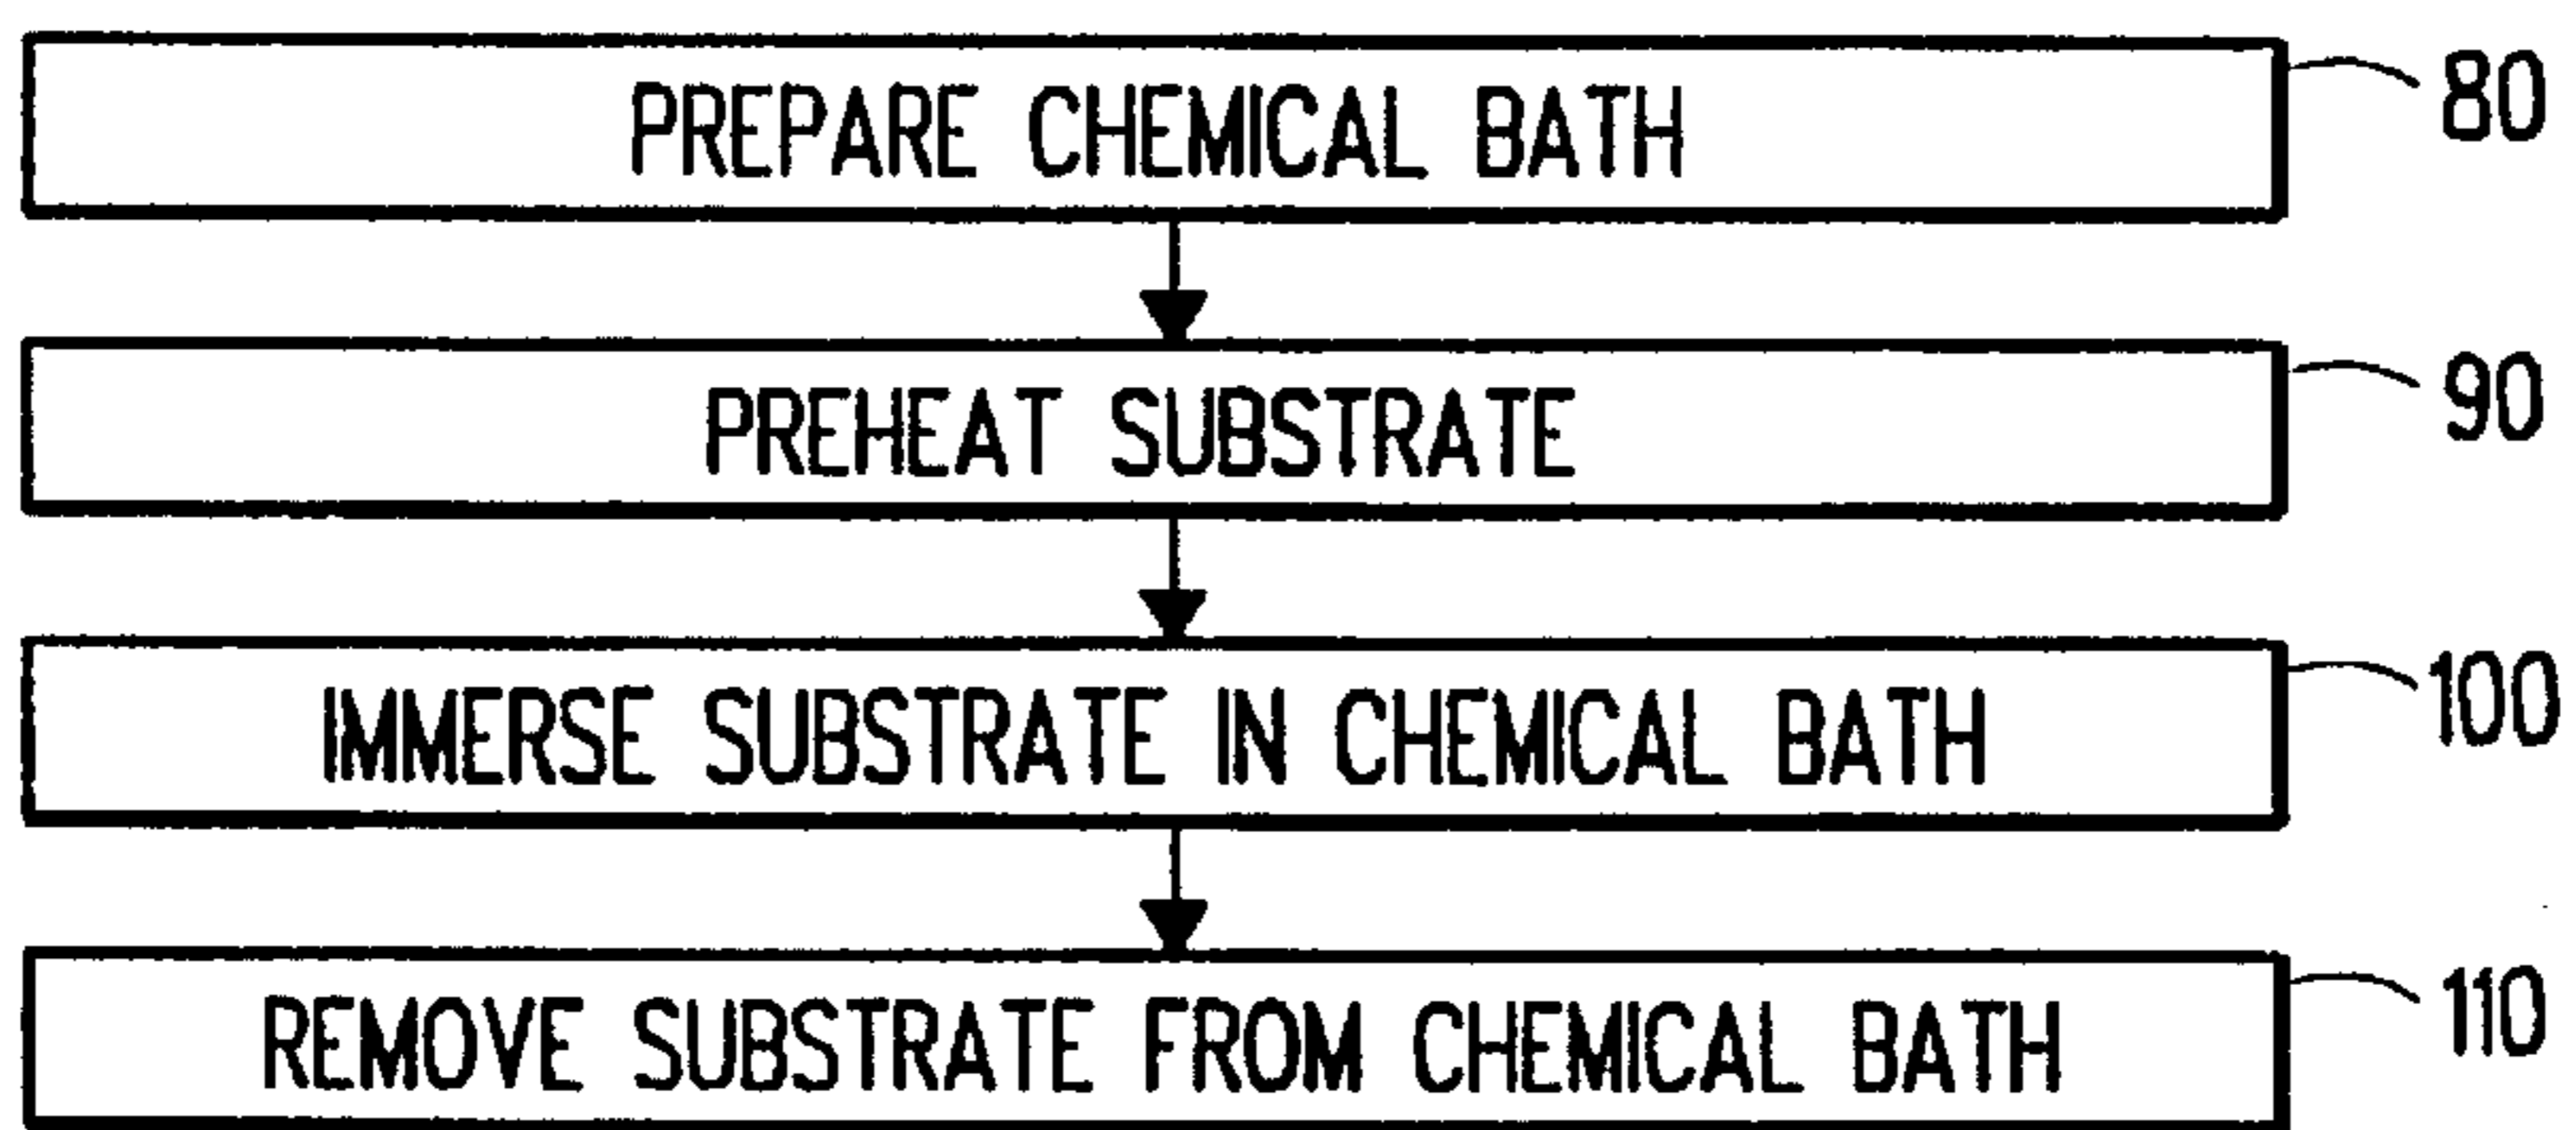 PREPARE CHEMICAL BATH 80
PREHEAT SUBSTRATE 90
IMMERSE SUBSTRATE IN CHEMICAL BATH 100
REMOVE SUBSTRATE FROM CHEMICAL BATH 110